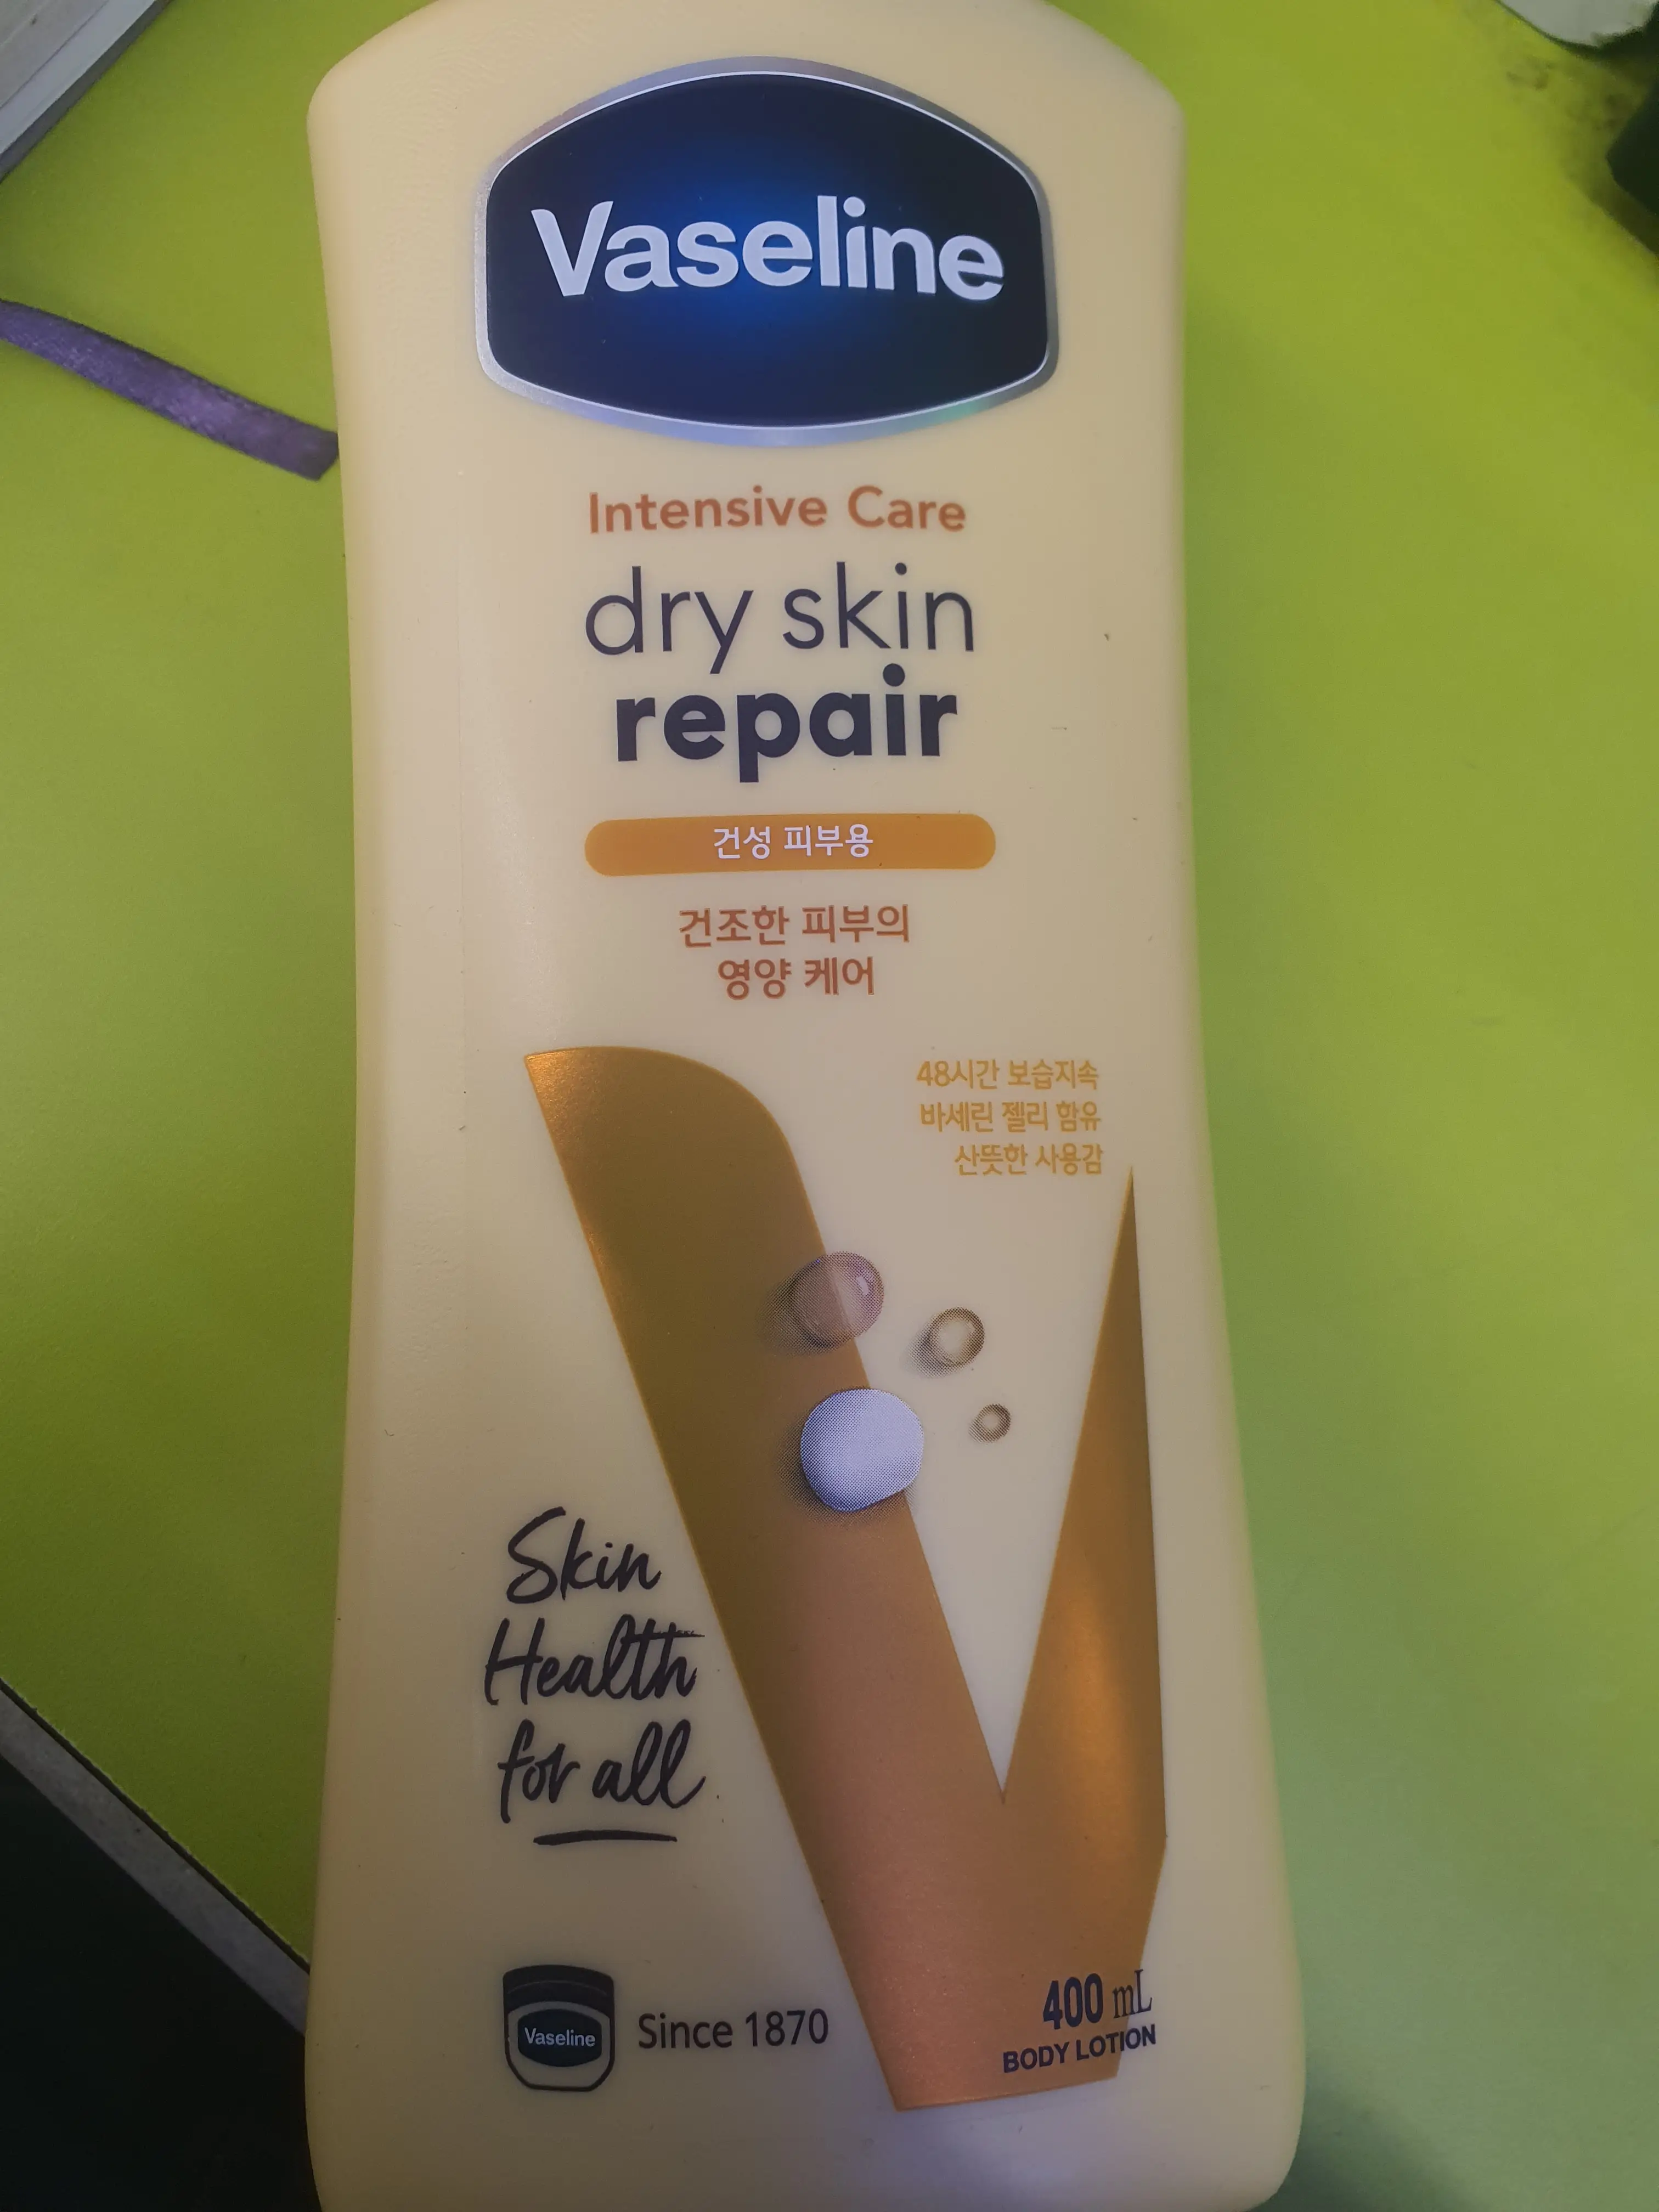 Vaseline
Intensive Care
dry skin
repair
건성 피부용
건조한 피부의
영양 케어
48시간 보습지속
바세린 젤리 함유
산뜻한 사용감
Skin
Health
for all
Vaseline
Since 1870
400 mL
BODY LOTION